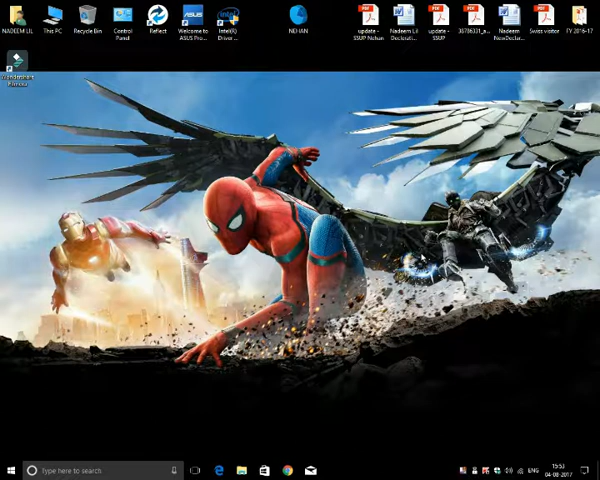 NADEEM LIL
This PC
Recycle Bin
Control
Panel
Reflect
Welcome to
ASUS Pro...
Intel(R)
Driver ...
NEHAN
update -
SSUP Nehan
Nadeem Lil
Declarati...
update -
SSUP
36786331_a...
Nadeem
NewDeclar...
Swiss visitor
FY 2016-17
Wondershare
Filmora
Type here to search
ENG
15:53
04-08-2017